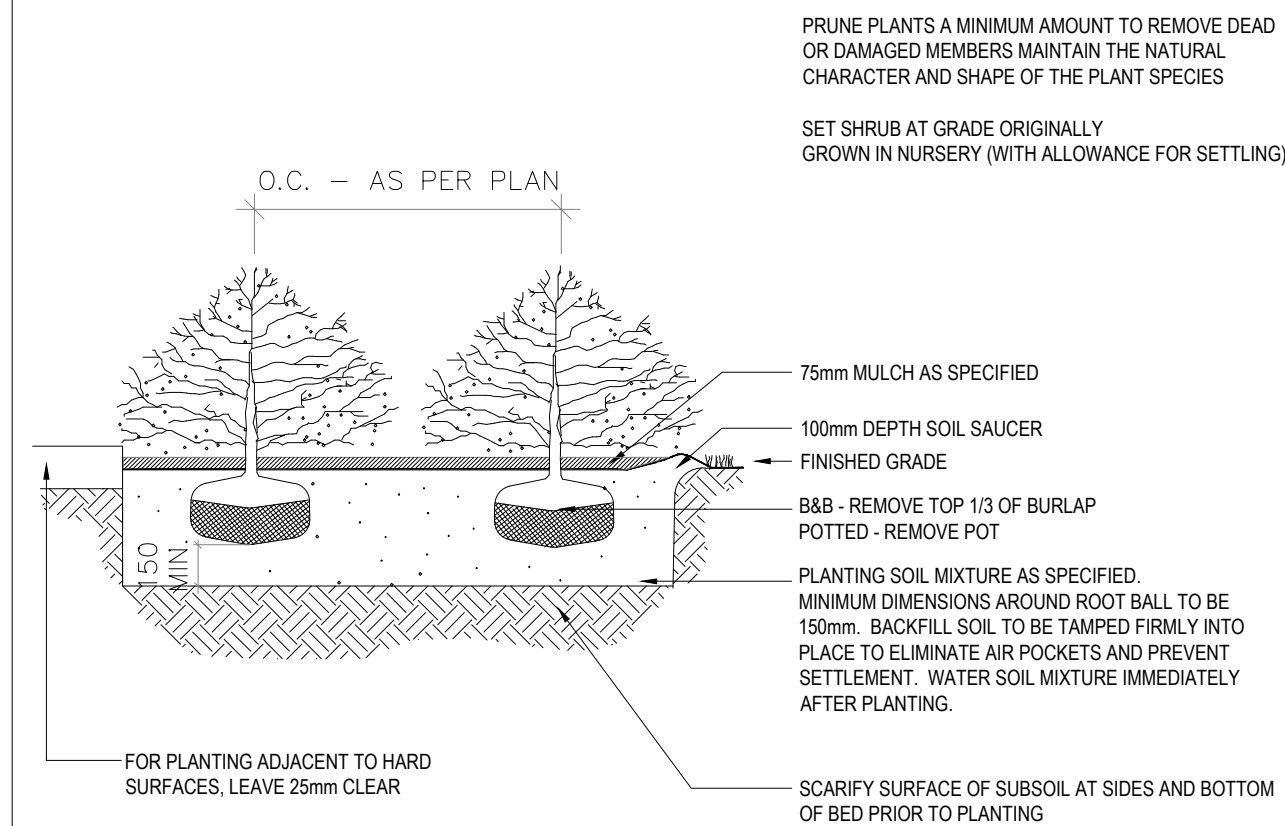 PRUNE PLANTS A MINIMUM AMOUNT TO REMOVE DEAD
OR DAMAGED MEMBERS MAINTAIN THE NATURAL
CHARACTER AND SHAPE OF THE PLANT SPECIES
SET SHRUB AT GRADE ORIGINALLY
GROWN IN NURSERY (WITH ALLOWANCE FOR SETTLING)
O.C. – AS PER PLAN
75mm MULCH AS SPECIFIED
100mm DEPTH SOIL SAUCER
FINISHED GRADE
B&B - REMOVE TOP 1/3 OF BURLAP
POTTED - REMOVE POT
150
MIN.
PLANTING SOIL MIXTURE AS SPECIFIED.
MINIMUM DIMENSIONS AROUND ROOT BALL TO BE
150mm. BACKFILL SOIL TO BE TAMPED FIRMLY INTO
PLACE TO ELIMINATE AIR POCKETS AND PREVENT
SETTLEMENT. WATER SOIL MIXTURE IMMEDIATELY
AFTER PLANTING.
FOR PLANTING ADJACENT TO HARD
SURFACES, LEAVE 25mm CLEAR
SCARIFY SURFACE OF SUBSOIL AT SIDES AND BOTTOM
OF BED PRIOR TO PLANTING